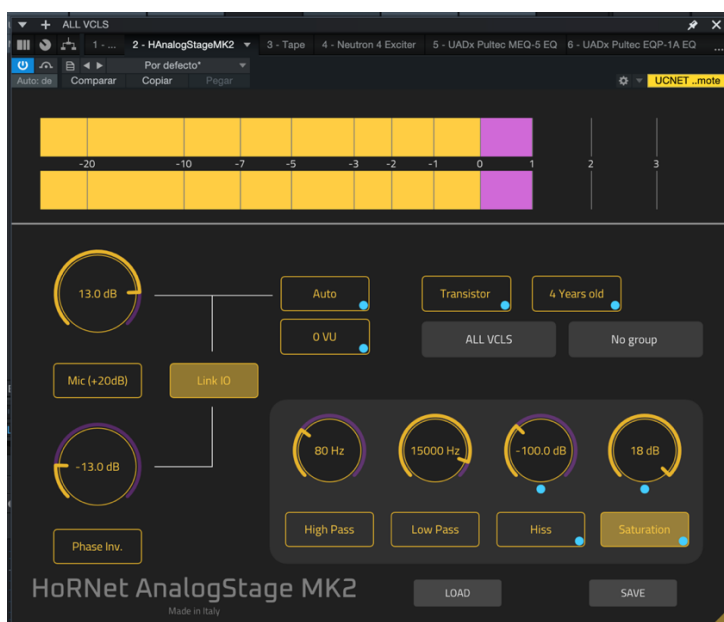 ALL VCLS
1 - ...
2 - HAnalogStageMK2
3 - Tape
4 - Neutron 4 Exciter
5 - UADx Pultec MEQ-5 EQ
6 - UADx Pultec EQP-1A EQ
...
Por defecto*
Auto: de
Comparar
Copiar
Pegar
UCNET ..mote
-20
-10
-7
-5
-3
-2
-1
0
1
2
3
13.0 dB
Auto
Transistor
4 Years old
0 VU
ALL VCLS
No group
Mic (+20dB)
Link IO
-13.0 dB
80 Hz
15000 Hz
-100.0 dB
18 dB
High Pass
Low Pass
Hiss
Saturation
Phase Inv.
HoRNet AnalogStage MK2
LOAD
SAVE
Made in Italy